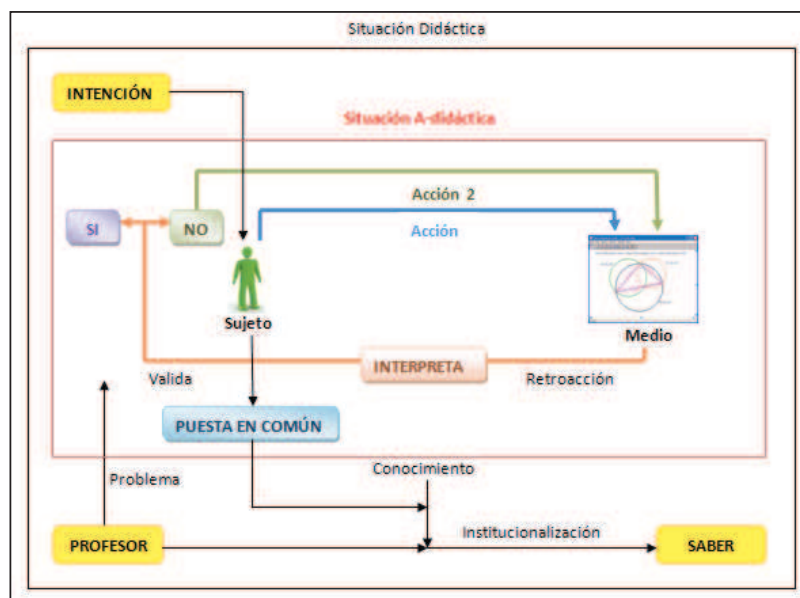 Situación Didáctica
INTENCIÓN
Situación A-didáctica
Acción 2
SI
NO
Acción
Sujeto
Medio
INTERPRETA
Valida
Retroacción
PUESTA EN COMÚN
Conocimiento
Problema
Institucionalización
PROFESOR
SABER